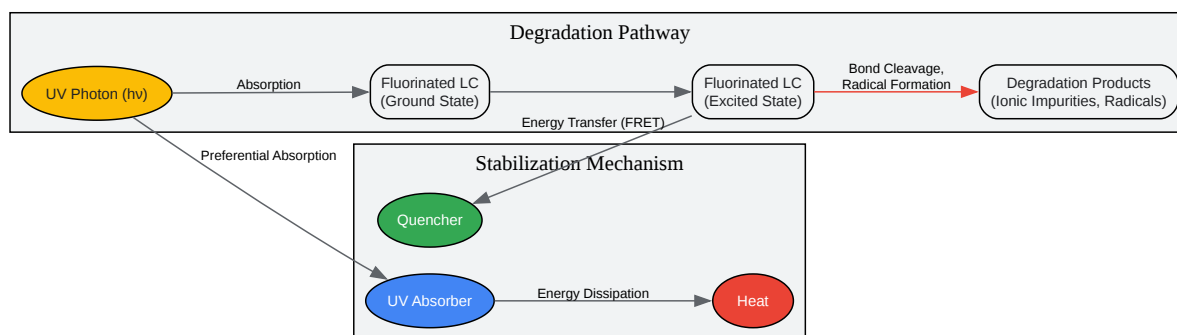 Degradation Pathway
UV Photon (hν)
Absorption
Fluorinated LC
(Ground State)
Fluorinated LC
(Excited State)
Bond Cleavage,
Radical Formation
Degradation Products
(Ionic Impurities, Radicals)
Energy Transfer (FRET)
Preferential Absorption
Stabilization Mechanism
Quencher
UV Absorber
Energy Dissipation
Heat